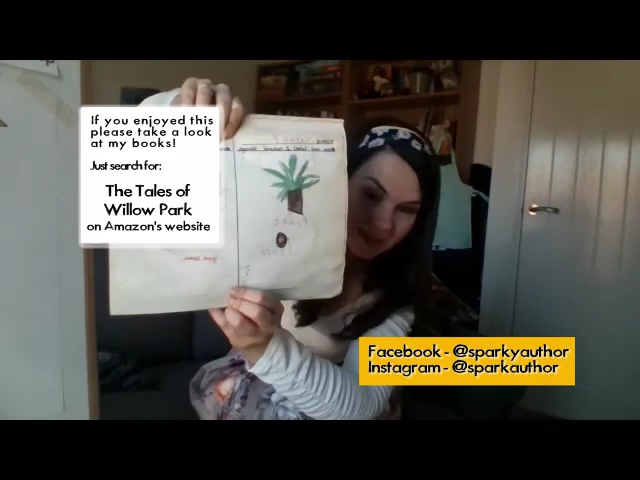 If you enjoyed this
please take a look
at my books!
Just search for:
The Tales of
Willow Park
on Amazon's website
Facebook - @sparkyauthor
Instagram - @sparkauthor